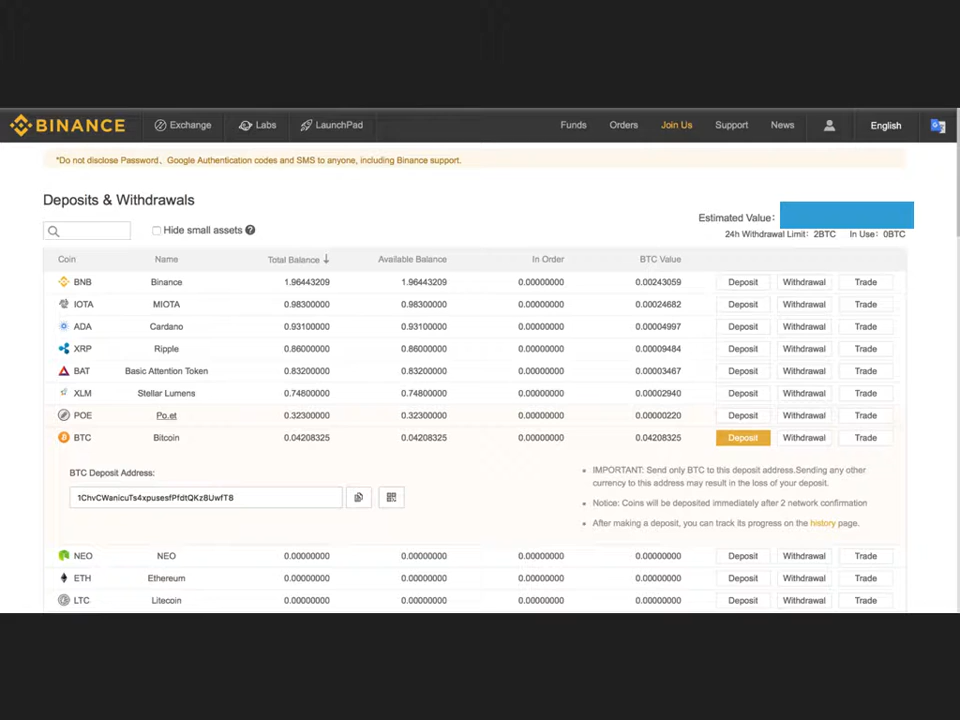 BINANCE Exchange Labs LaunchPad Funds Orders Join Us Support News English
*Do not disclose Password、Google Authentication codes and SMS to anyone, including Binance support.
Deposits & Withdrawals
Estimated Value：
Hide small assets ?
24h Withdrawal Limit：2BTC In Use：0BTC
Coin Name Total Balance ↓ Available Balance In Order BTC Value
BNB Binance 1.96443209 1.96443209 0.00000000 0.00243059 Deposit Withdrawal Trade
IOTA MIOTA 0.98300000 0.98300000 0.00000000 0.00024682 Deposit Withdrawal Trade
ADA Cardano 0.93100000 0.93100000 0.00000000 0.00004997 Deposit Withdrawal Trade
XRP Ripple 0.86000000 0.86000000 0.00000000 0.00009484 Deposit Withdrawal Trade
BAT Basic Attention Token 0.83200000 0.83200000 0.00000000 0.00003467 Deposit Withdrawal Trade
XLM Stellar Lumens 0.74800000 0.74800000 0.00000000 0.00002940 Deposit Withdrawal Trade
POE Po.et 0.32300000 0.32300000 0.00000000 0.00000220 Deposit Withdrawal Trade
BTC Bitcoin 0.04208325 0.04208325 0.00000000 0.04208325 Deposit Withdrawal Trade
BTC Deposit Address:
1ChvCWanicuTs4xpusesfPfdtQKz8UwfT8
IMPORTANT: Send only BTC to this deposit address.Sending any other
currency to this address may result in the loss of your deposit.
Notice: Coins will be deposited immediately after 2 network confirmation
After making a deposit, you can track its progress on the history page.
NEO NEO 0.00000000 0.00000000 0.00000000 0.00000000 Deposit Withdrawal Trade
ETH Ethereum 0.00000000 0.00000000 0.00000000 0.00000000 Deposit Withdrawal Trade
LTC Litecoin 0.00000000 0.00000000 0.00000000 0.00000000 Deposit Withdrawal Trade